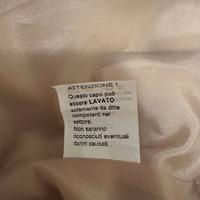 ATTENZIONE !
Questo capo può
essere LAVATO
solamente da ditte
competenti nel
settore.
Non saranno
riconosciuti eventuali
danni causati.